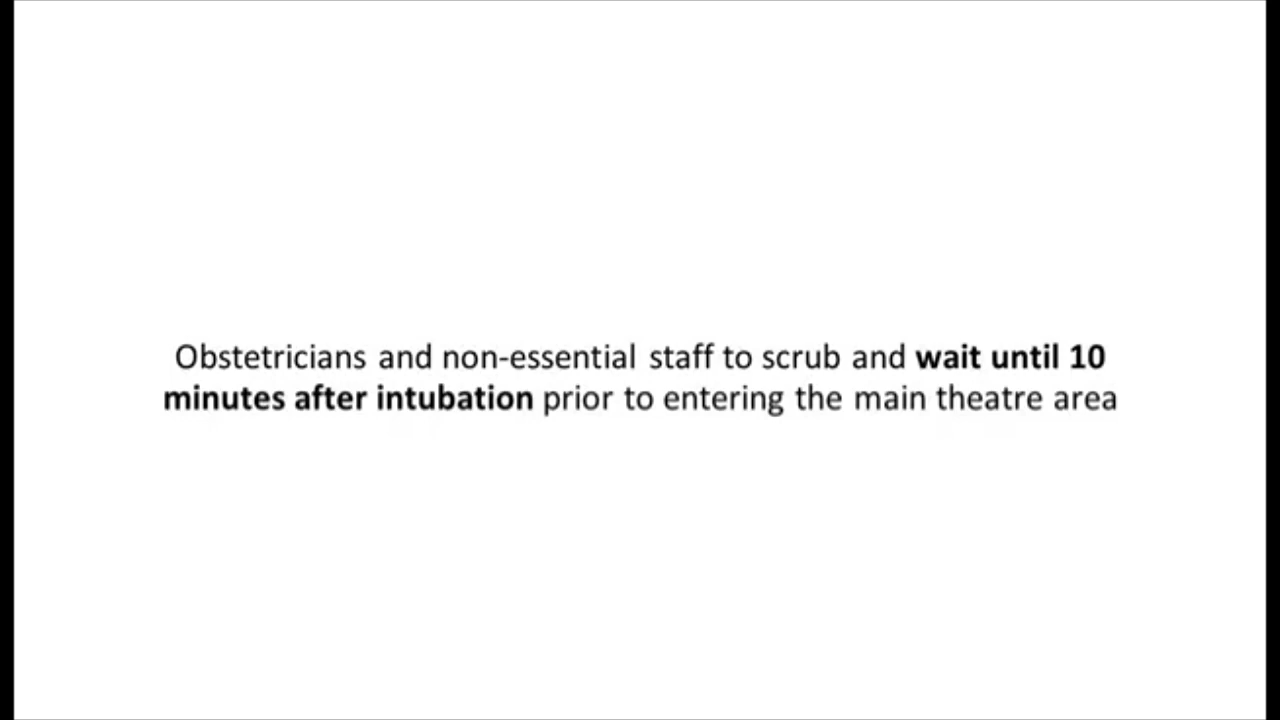 Obstetricians and non-essential staff to scrub and wait until 10
minutes after intubation prior to entering the main theatre area